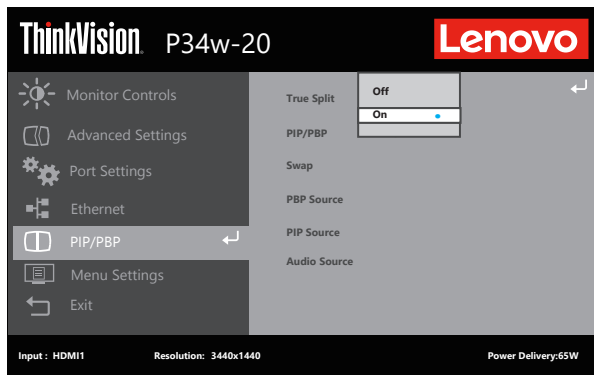 ThinkVision. P34w-20 Lenovo
Monitor Controls
Advanced Settings
Port Settings
Ethernet
PIP/PBP
Menu Settings
Exit
True Split
Off
On
PIP/PBP
Swap
PBP Source
PIP Source
Audio Source
Input : HDMI1 Resolution: 3440x1440 Power Delivery:65W